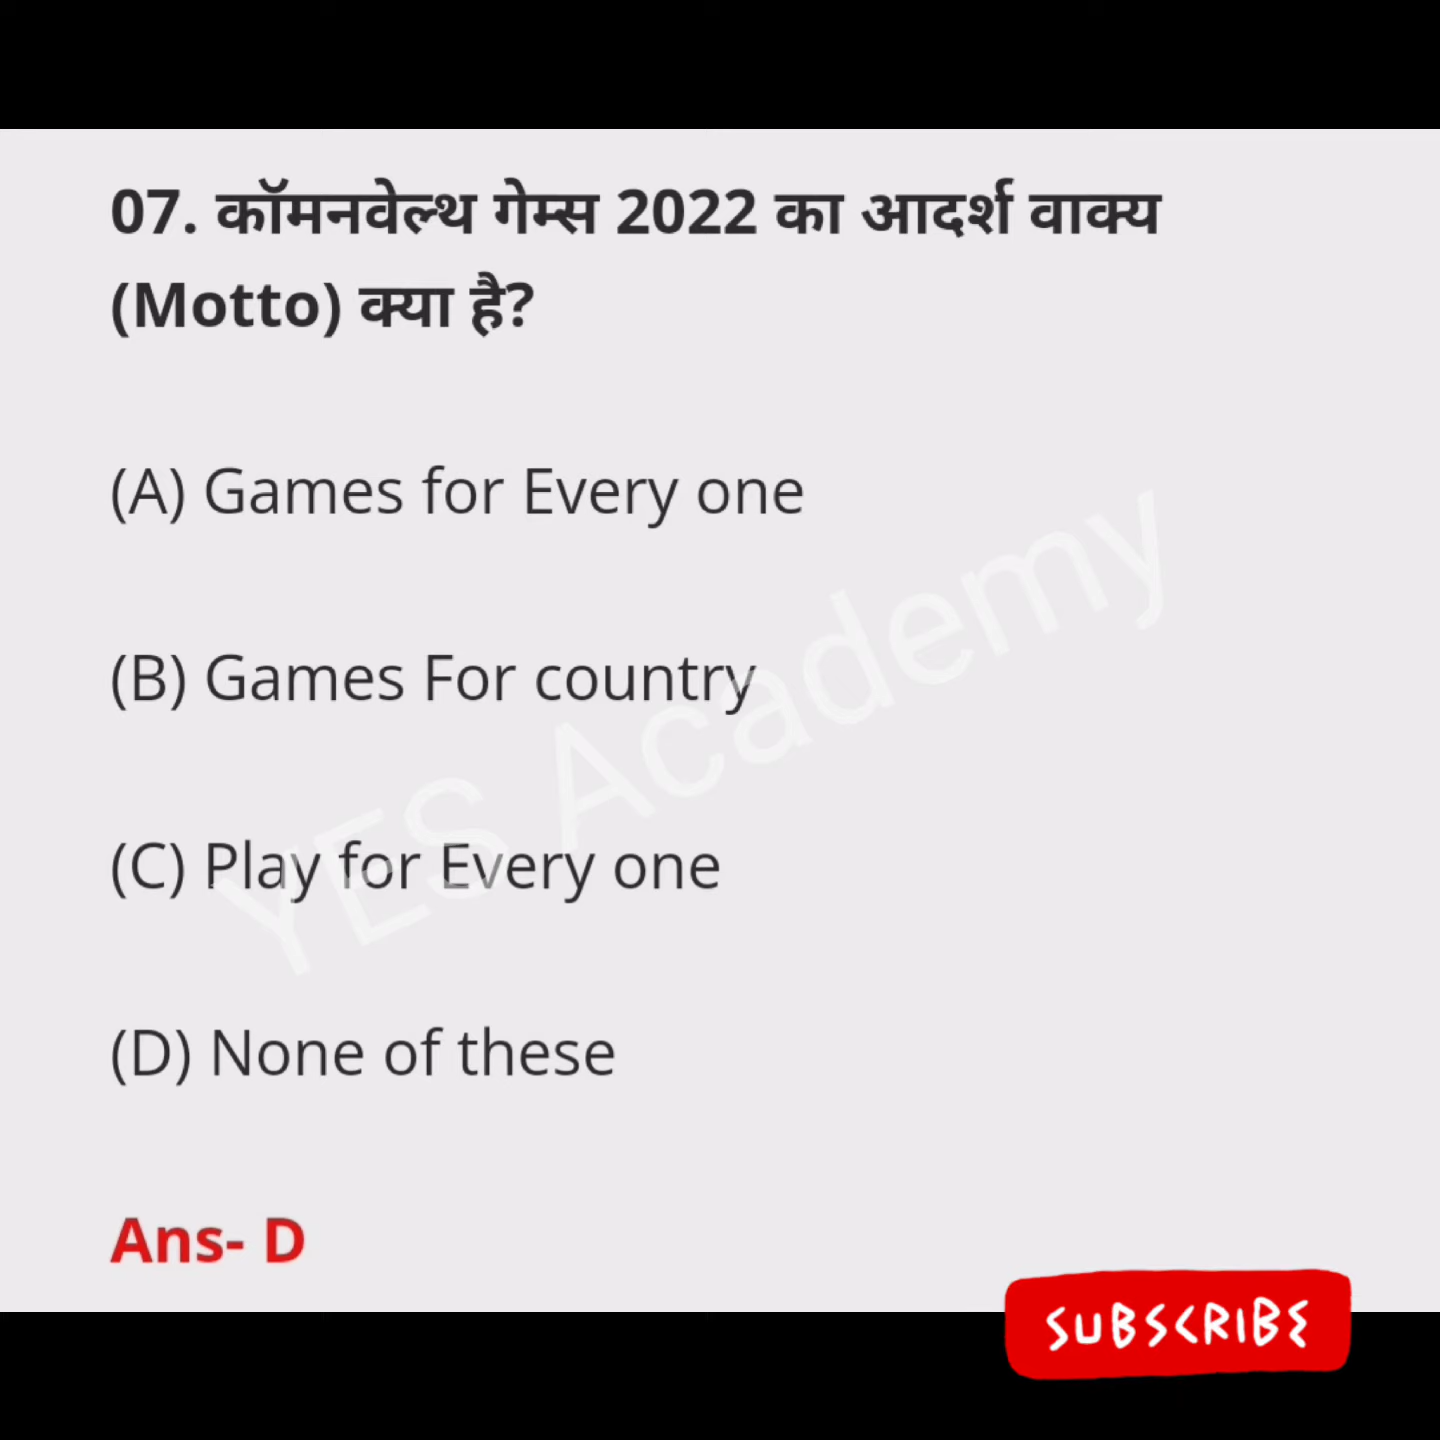 07. कॉमनवेल्थ गेम्स 2022 का आदर्श वाक्य
(Motto) क्या है?
(A) Games for Every one
(B) Games For country
(C) Play for Every one
(D) None of these
YES Academy
Ans- D
SUBSCRIBE